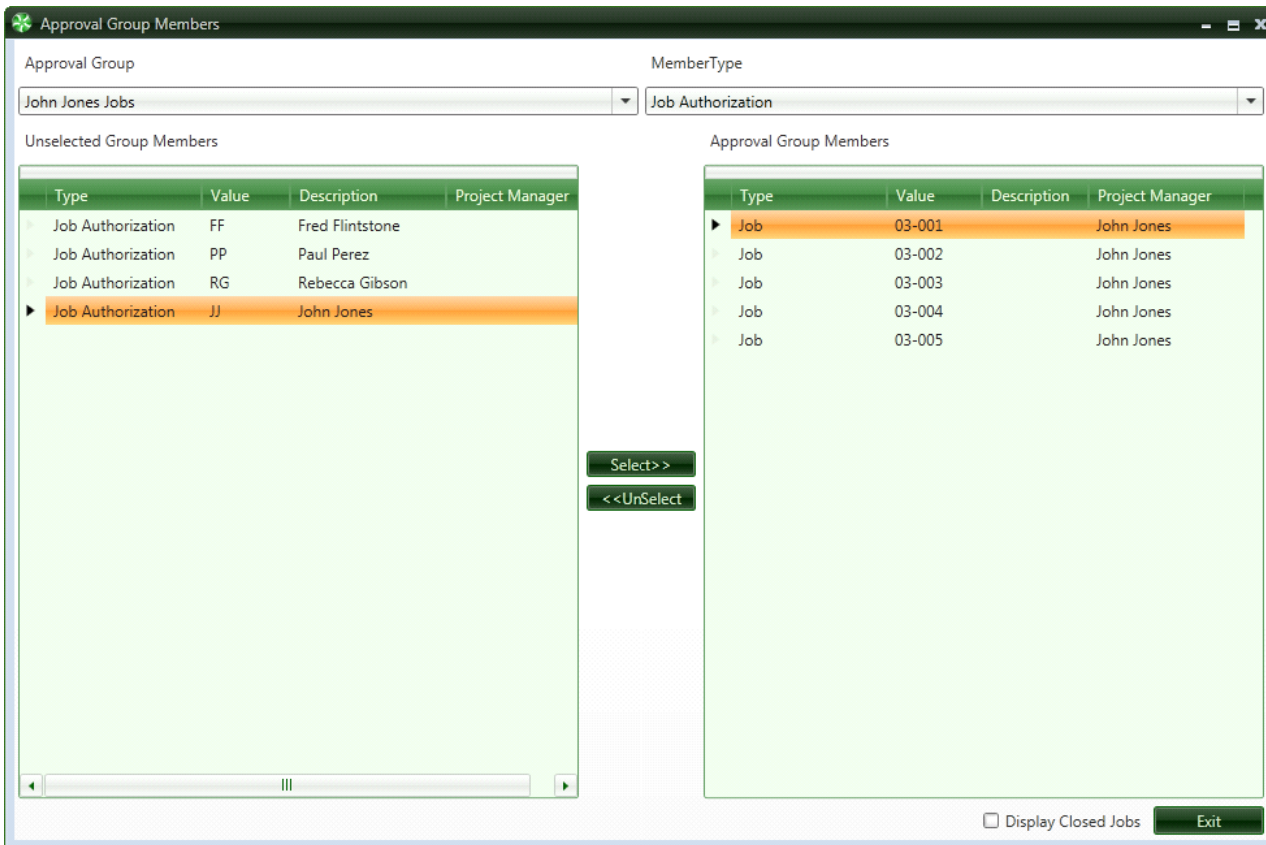 Approval Group Members
Approval Group MemberType
John Jones Jobs Job Authorization
Unselected Group Members Approval Group Members
Type Value Description Project Manager Type Value Description Project Manager
Job Authorization FF Fred Flintstone Job 03-001 John Jones
Job Authorization PP Paul Perez Job 03-002 John Jones
Job Authorization RG Rebecca Gibson Job 03-003 John Jones
Job Authorization JJ John Jones Job 03-004 John Jones
Job 03-005 John Jones
Select>>
<<UnSelect
Display Closed Jobs Exit